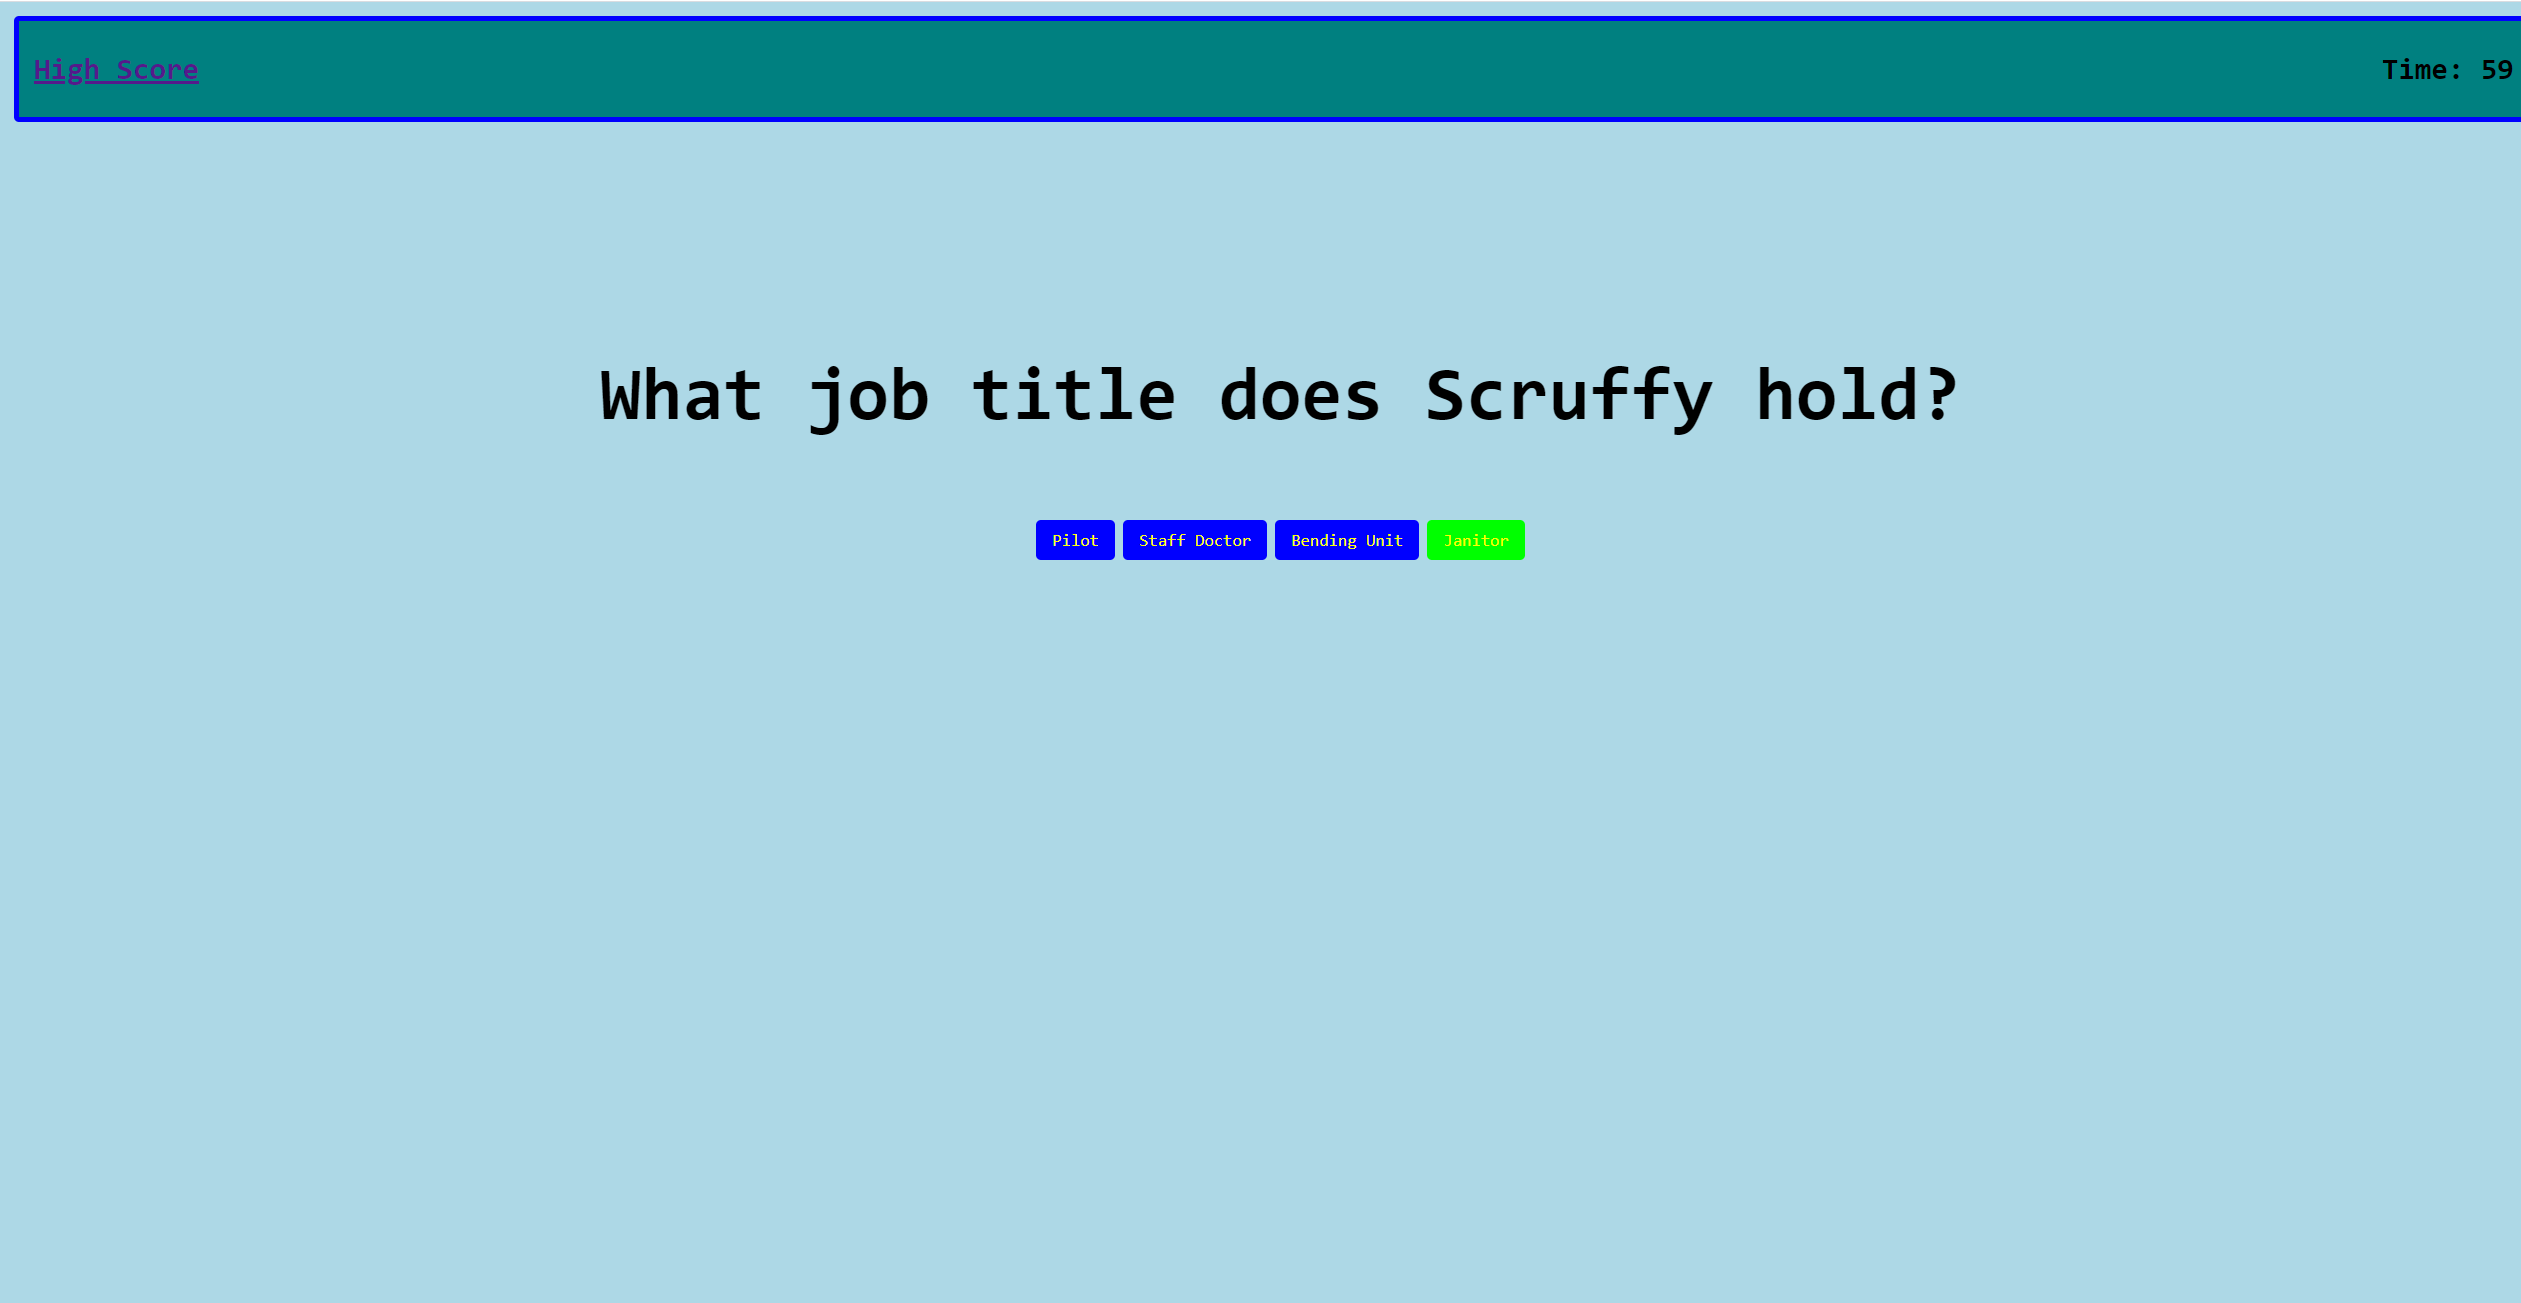 High Score
Time: 59
What job title does Scruffy hold?
Pilot
Staff Doctor
Bending Unit
Janitor